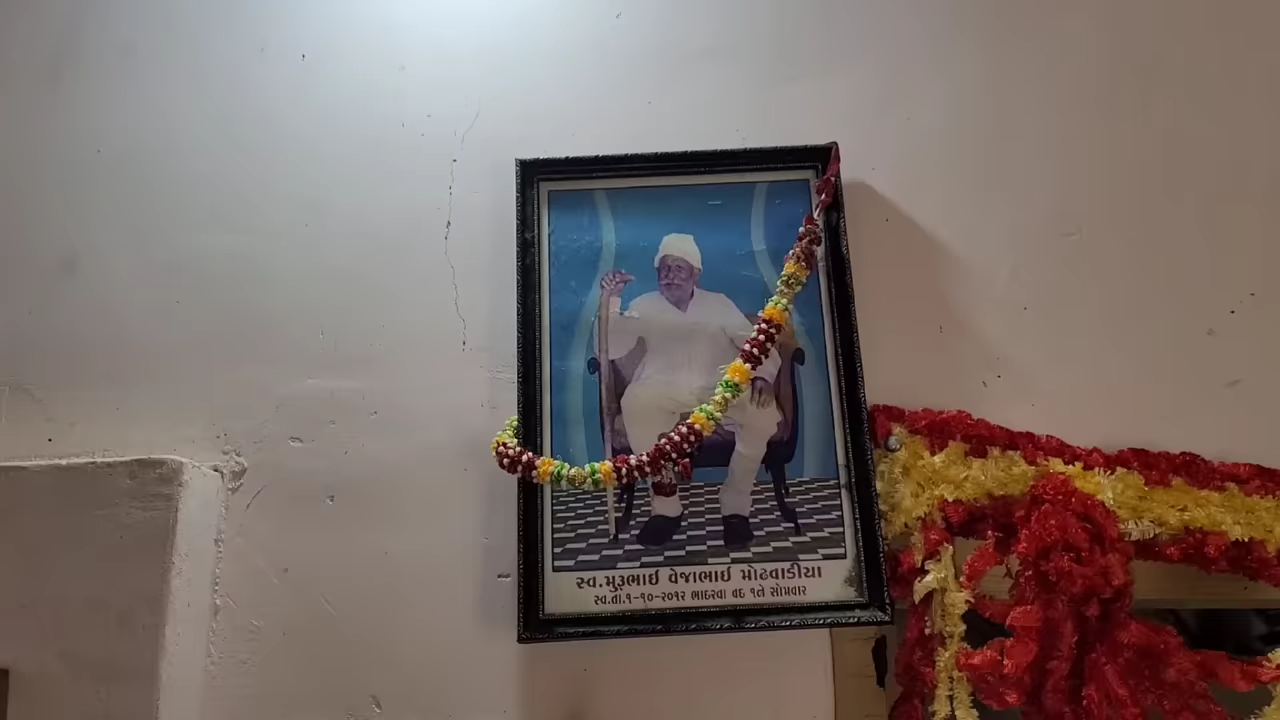 સ્વ.મુરૂભાઈ વેજાભાઈ મોઢવાડીયા
સ્વ.તા.૧-૧૦-૨૦૧૨ ભાદરવા વદ ૧ને સોમવાર